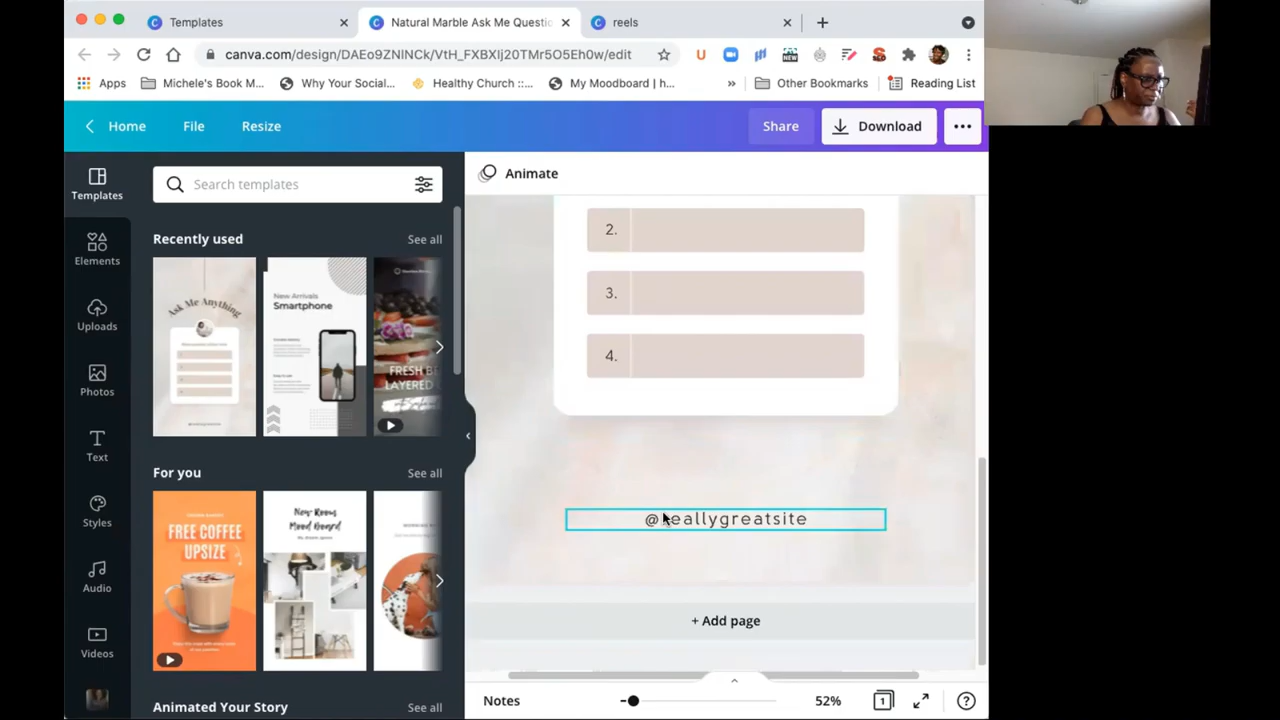 Templates
Natural Marble Ask Me Questio
reels
canva.com/design/DAEo9ZNINCk/VtH_FXBXIj20TMr5O5Eh0w/edit
Apps
Michele's Book M...
Why Your Social...
Healthy Church ::...
My Moodboard | h...
»
Other Bookmarks
Reading List
Home
File
Resize
Share
Download
Templates
Search templates
Animate
Elements
Uploads
Photos
Text
Styles
Audio
Videos
Recently used
See all
Ask Me Anything
New Arrivals
Smartphone
FRESH B
LAYERED
For you
See all
FREE COFFEE
UPSIZE
New Room
Mood Board
Animated Your Story
See all
2.
3.
4.
@reallygreatsite
+ Add page
Notes
52%
1